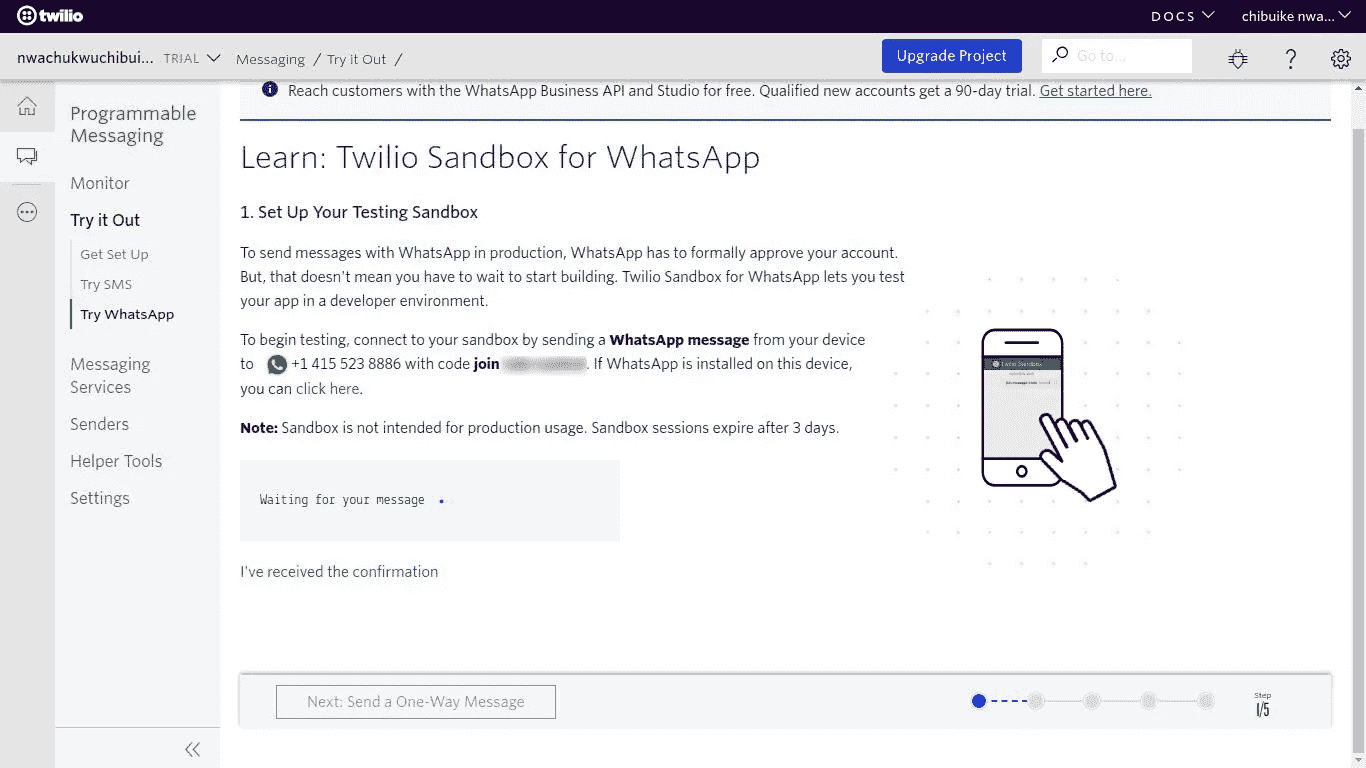 twilio
DOCS
chibuike nwa...
nwachukwuchibui... TRIAL
Messaging / Try it Out /
Upgrade Project
Go to...
Reach customers with the WhatsApp Business API and Studio for free. Qualified new accounts get a 90-day trial. Get started here.
Programmable
Messaging
Monitor
Try it Out
Get Set Up
Try SMS
Try WhatsApp
Messaging
Services
Senders
Helper Tools
Settings
Learn: Twilio Sandbox for WhatsApp
1. Set Up Your Testing Sandbox
To send messages with WhatsApp in production, WhatsApp has to formally approve your account.
But, that doesn't mean you have to wait to start building. Twilio Sandbox for WhatsApp lets you test
your app in a developer environment.
To begin testing, connect to your sandbox by sending a WhatsApp message from your device
to +1 415 523 8886 with code join . If WhatsApp is installed on this device,
you can click here.
Note: Sandbox is not intended for production usage. Sandbox sessions expire after 3 days.
Waiting for your message
I've received the confirmation
Twilio Sandbox
Next: Send a One-Way Message
Step
1/5